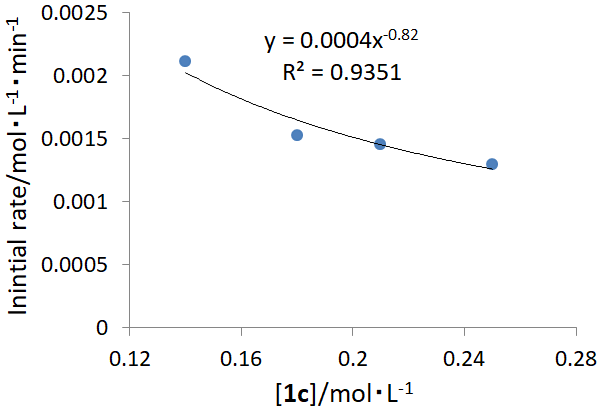 0.0025
0.002
0.0015
0.001
0.0005
0
Inintial rate/mol・L⁻¹・min⁻¹
y = 0.0004x⁻⁰·⁸²
R² = 0.9351
0.12 0.16 0.2 0.24 0.28
[1c]/mol・L⁻¹